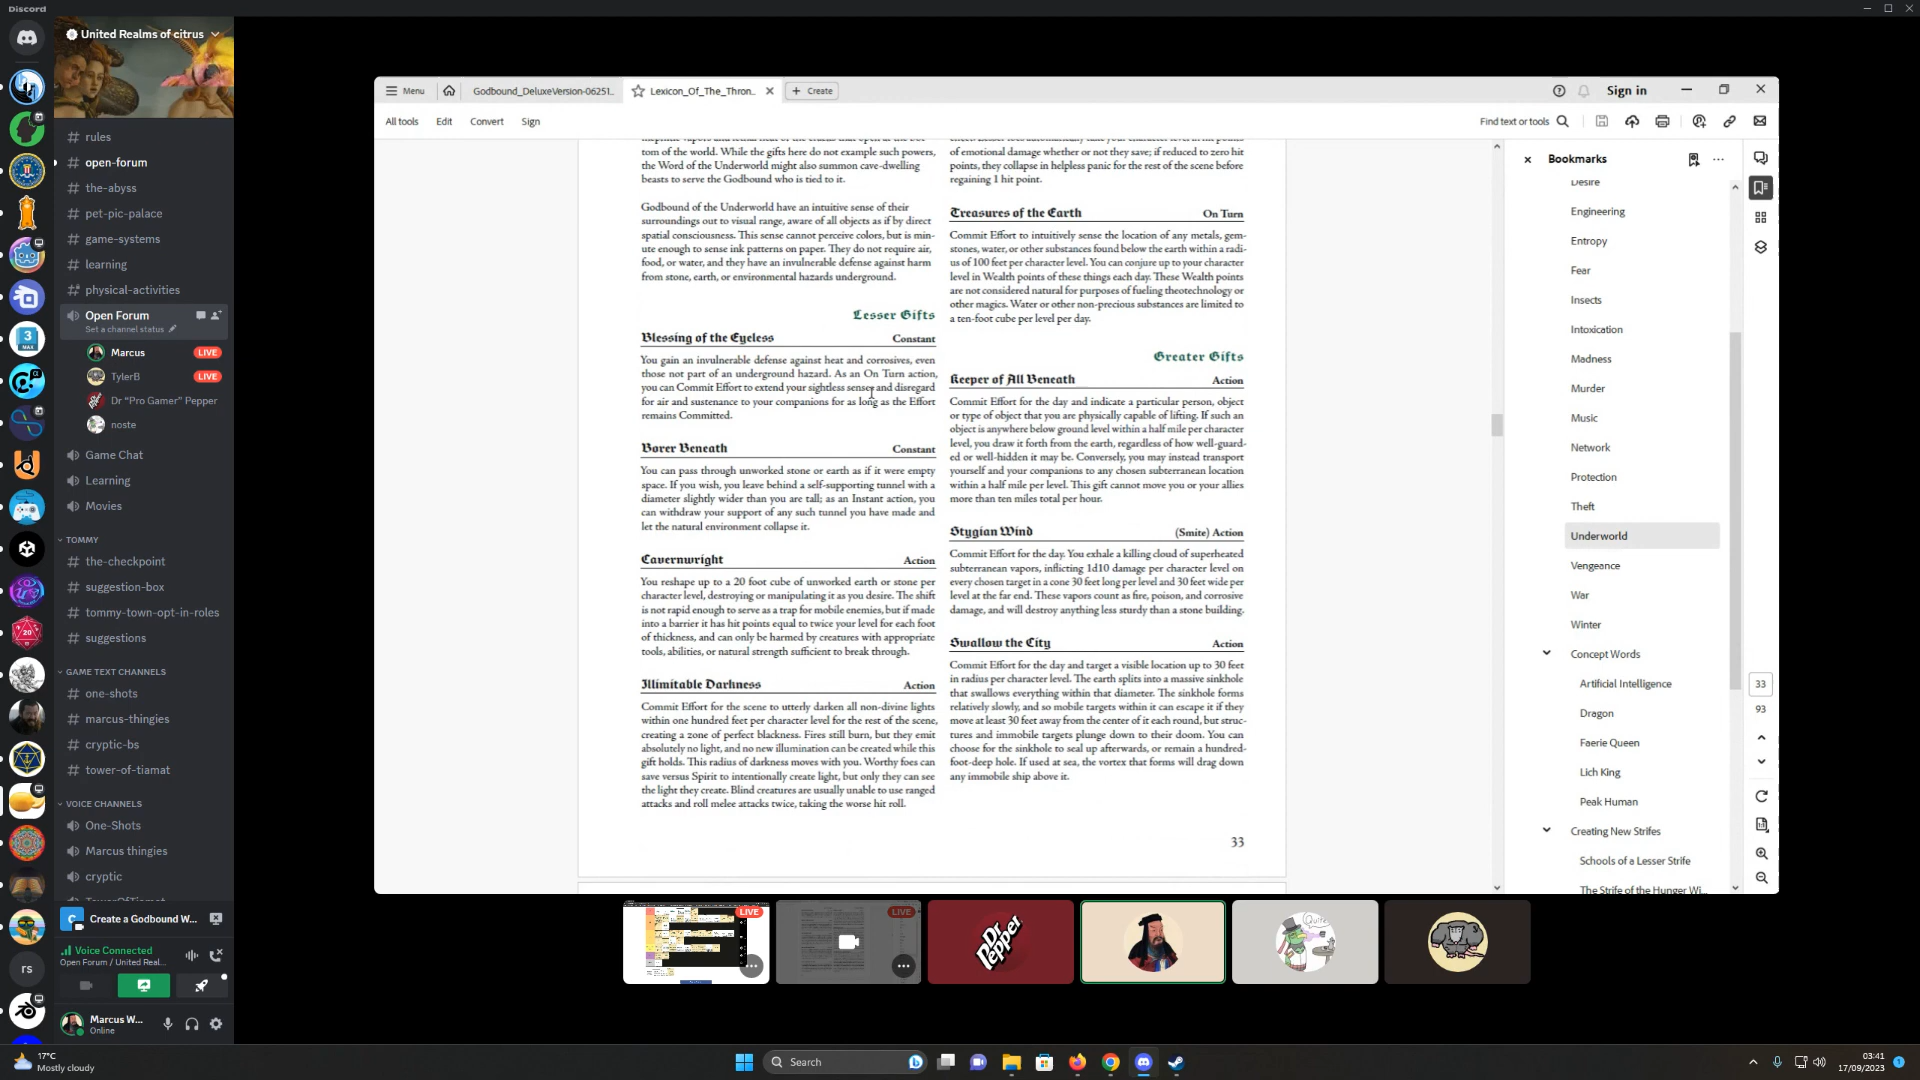 Discord
United Realms of citrus
# rules
# open-forum
# the-abyss
# pet-pic-palace
# game-systems
# learning
# physical-activities
Open Forum
Set a channel status
Marcus LIVE
TylerB LIVE
Dr "Pro Gamer" Pepper
noste
Game Chat
Learning
Movies
TOMMY
# the-checkpoint
# suggestion-box
# tommy-town-opt-in-roles
# suggestions
GAME TEXT CHANNELS
# one-shots
# marcus-thingies
# cryptic-bs
# tower-of-tiamat
VOICE CHANNELS
One-Shots
Marcus thingies
cryptic
Create a Godbound W...
Voice Connected
Open Forum / United Real...
Marcus W...
Online
Menu
Godbound_DeluxeVersion-06251...
Lexicon_Of_The_Thron...
+ Create
Sign in
All tools
Edit
Convert
Sign
Find text or tools
tom of the world. While the gifts here do not example such powers,
the Word of the Underworld might also summon cave-dwelling
beasts to serve the Godbound who is tied to it.
Godbound of the Underworld have an intuitive sense of their
surroundings out to visual range, aware of all objects as if by direct
spatial consciousness. This sense cannot perceive colors, but is min-
ute enough to sense ink patterns on paper. They do not require air,
food, or water, and they have an invulnerable defense against harm
from stone, earth, or environmental hazards underground.
Lesser Gifts
Blessing of the Eyeless Constant
You gain an invulnerable defense against heat and corrosives, even
those not part of an underground hazard. As an On Turn action,
you can Commit Effort to extend your sightless senses and disregard
for air and sustenance to your companions for as long as the Effort
remains Committed.
Borer Beneath Constant
You can pass through unworked stone or earth as if it were empty
space. If you wish, you leave behind a self-supporting tunnel with a
diameter slightly wider than you are tall; as an Instant action, you
can withdraw your support of any such tunnel you have made and
let the natural environment collapse it.
Cavernwright Action
You reshape up to a 20 foot cube of unworked earth or stone per
character level, destroying or manipulating it as you desire. The shift
is not rapid enough to serve as a trap for mobile enemies, but if made
into a barrier it has hit points equal to twice your level for each foot
of thickness, and can only be harmed by creatures with appropriate
tools, abilities, or natural strength sufficient to break through.
Illimitable Darkness Action
Commit Effort for the scene to utterly darken all non-divine lights
within one hundred feet per character level for the rest of the scene,
creating a zone of perfect blackness. Fires still burn, but they emit
absolutely no light, and no new illumination can be created while this
gift holds. This radius of darkness moves with you. Worthy foes can
save versus Spirit to intentionally create light, but only they can see
the light they create. Blind creatures are usually unable to use ranged
attacks and roll melee attacks twice, taking the worse hit roll.
of emotional damage whether or not they save; if reduced to zero hit
points, they collapse in helpless panic for the rest of the scene before
regaining 1 hit point.
Treasures of the Earth On Turn
Commit Effort to intuitively sense the location of any metals, gem-
stones, water, or other substances found below the earth within a radi-
us of 100 feet per character level. You can conjure up to your character
level in Wealth points of these things each day. These Wealth points
are not considered natural for purposes of fueling theotechnology or
other magics. Water or other non-precious substances are limited to
a ten-foot cube per level per day.
Greater Gifts
Keeper of All Beneath Action
Commit Effort for the day and indicate a particular person, object
or type of object that you are physically capable of lifting. If such an
object is anywhere below ground level within a half mile per character
level, you draw it forth from the earth, regardless of how well-guard-
ed or well-hidden it may be. Conversely, you may instead transport
yourself and your companions to any chosen subterranean location
within a half mile per level. This gift cannot move you or your allies
more than ten miles total per hour.
Stygian Wind (Smite) Action
Commit Effort for the day. You exhale a killing cloud of superheated
subterranean vapors, inflicting 1d10 damage per character level on
every chosen target in a cone 30 feet long per level and 30 feet wide per
level at the far end. These vapors count as fire, poison, and corrosive
damage, and will destroy anything less sturdy than a stone building.
Swallow the City Action
Commit Effort for the day and target a visible location up to 30 feet
in radius per character level. The earth splits into a massive sinkhole
that swallows everything within that diameter. The sinkhole forms
relatively slowly, and so mobile targets within it can escape it if they
move at least 30 feet away from the center of it each round, but struc-
tures and immobile targets plunge down to their doom. You can
choose for the sinkhole to seal up afterwards, or remain a hundred-
foot-deep hole. If used at sea, the vortex that forms will drag down
any immobile ship above it.
33
Bookmarks
Desire
Engineering
Entropy
Fear
Insects
Intoxication
Madness
Murder
Music
Network
Protection
Theft
Underworld
Vengeance
War
Winter
Concept Words
Artificial Intelligence
Dragon
Faerie Queen
Lich King
Peak Human
Creating New Strifes
Schools of a Lesser Strife
The Strife of the Hunger Wi...
33
93
LIVE
LIVE
Dr Pepper
Quite
17°C
Mostly cloudy
Search
03:41
17/09/2023